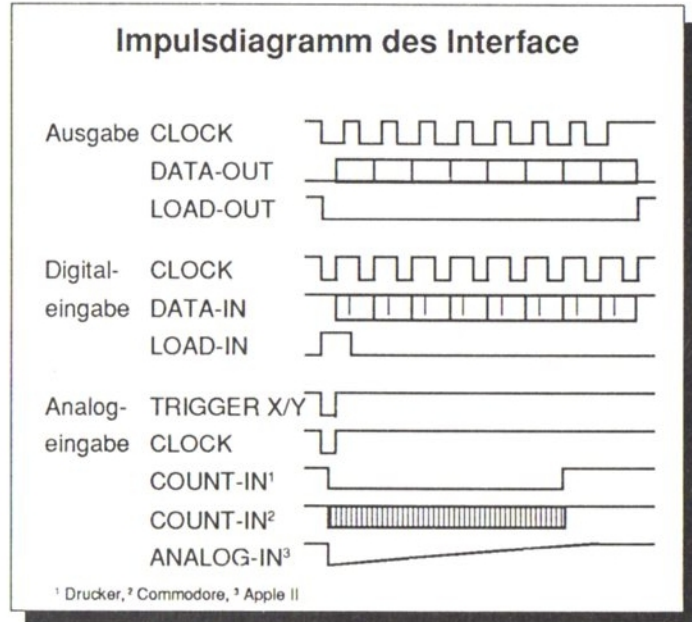 Impulsdiagramm des Interface
Ausgabe CLOCK
DATA-OUT
LOAD-OUT
Digital- CLOCK
eingabe DATA-IN
LOAD-IN
Analog- TRIGGER X/Y
eingabe CLOCK
COUNT-IN¹
COUNT-IN²
ANALOG-IN³
¹ Drucker, ² Commodore, ³ Apple II